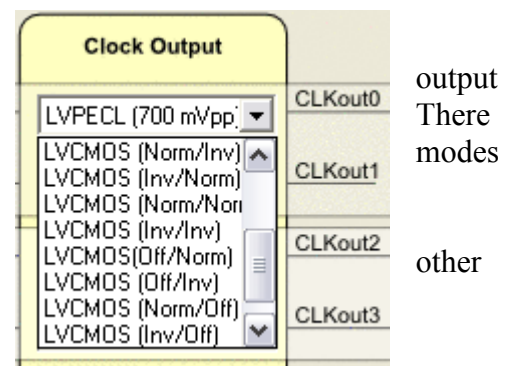 Clock Output
LVPECL (700 mVpp)
LVCMOS (Norm/Inv)
LVCMOS (Inv/Norm)
LVCMOS (Norm/Nor
LVCMOS (Inv/Inv)
LVCMOS(Off/Norm)
LVCMOS (Off/Inv)
LVCMOS (Norm/Off)
LVCMOS (Inv/Off)
CLKout0
CLKout1
CLKout2
CLKout3
output
There
modes
other